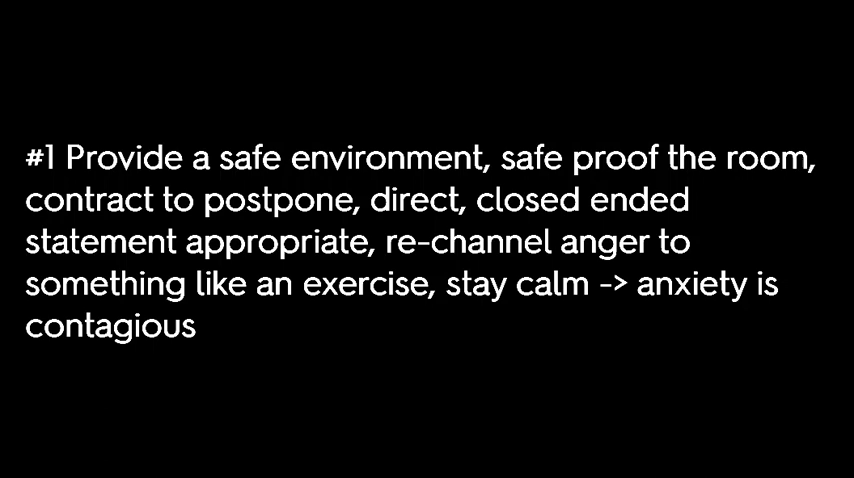 #1 Provide a safe environment, safe proof the room,
contract to postpone, direct, closed ended
statement appropriate, re-channel anger to
something like an exercise, stay calm -> anxiety is
contagious